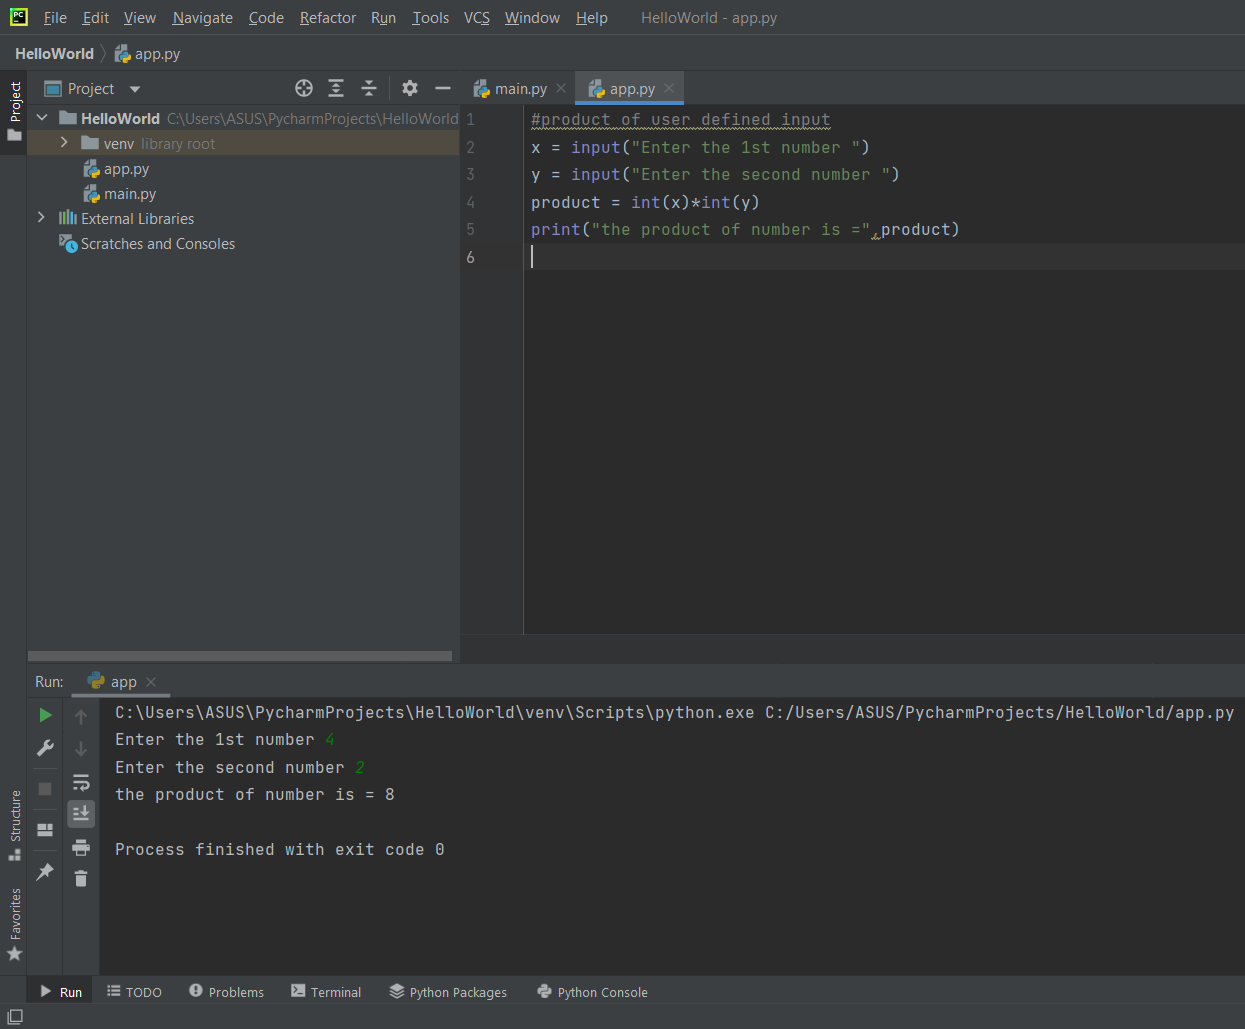 PC File Edit View Navigate Code Refactor Run Tools VCS Window Help HelloWorld - app.py
HelloWorld app.py
Project
Project
main.py
app.py
HelloWorld C:\Users\ASUS\PycharmProjects\HelloWorld
venv library root
app.py
main.py
External Libraries
Scratches and Consoles
1 #product of user defined input
2 x = input("Enter the 1st number ")
3 y = input("Enter the second number ")
4 product = int(x)*int(y)
5 print("the product of number is =",product)
6
Run: app
C:\Users\ASUS\PycharmProjects\HelloWorld\venv\Scripts\python.exe C:/Users/ASUS/PycharmProjects/HelloWorld/app.py
Enter the 1st number 4
Enter the second number 2
the product of number is = 8
Process finished with exit code 0
Structure
Favorites
Run TODO Problems Terminal Python Packages Python Console